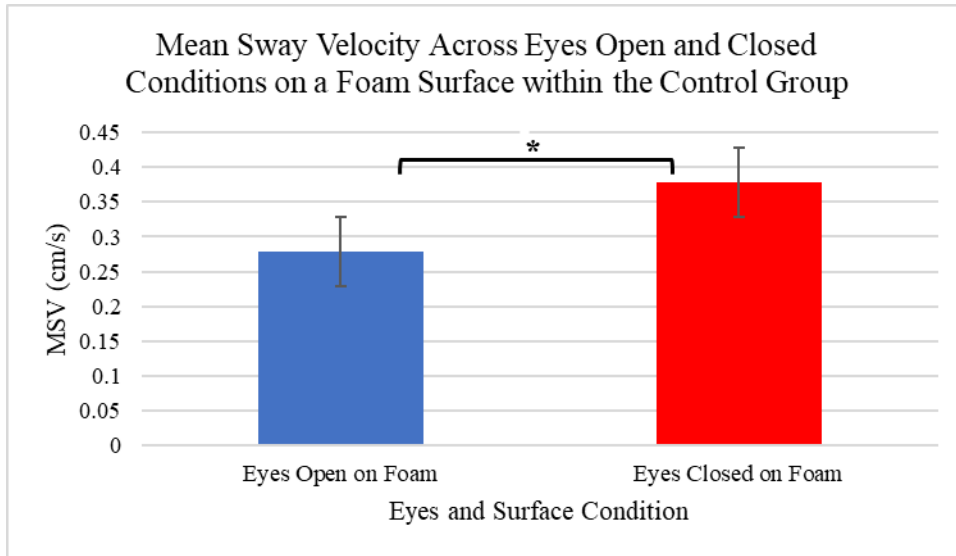 Mean Sway Velocity Across Eyes Open and Closed
Conditions on a Foam Surface within the Control Group
0.45
0.4
0.35
0.3
0.25
0.2
0.15
0.1
0.05
0
MSV (cm/s)
*
Eyes Open on Foam
Eyes Closed on Foam
Eyes and Surface Condition